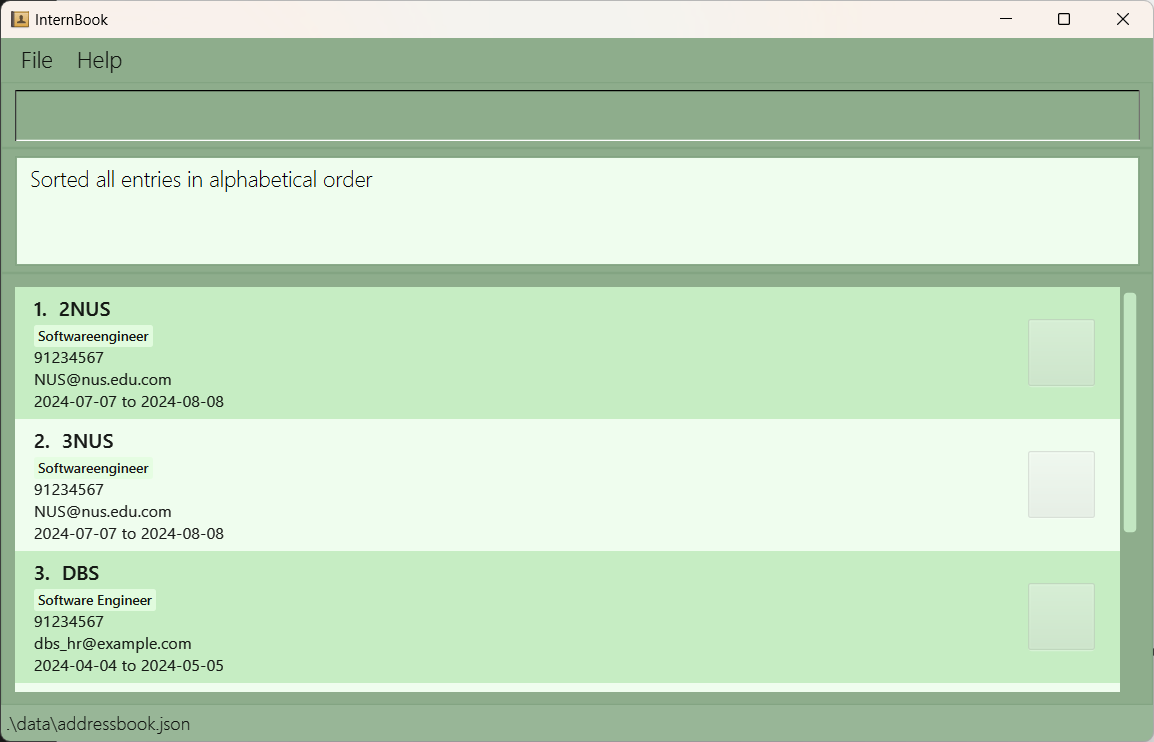 InternBook
File Help
Sorted all entries in alphabetical order
1. 2NUS
Softwareengineer
91234567
NUS@nus.edu.com
2024-07-07 to 2024-08-08
2. 3NUS
Softwareengineer
91234567
NUS@nus.edu.com
2024-07-07 to 2024-08-08
3. DBS
Software Engineer
91234567
dbs_hr@example.com
2024-04-04 to 2024-05-05
.\data\addressbook.json